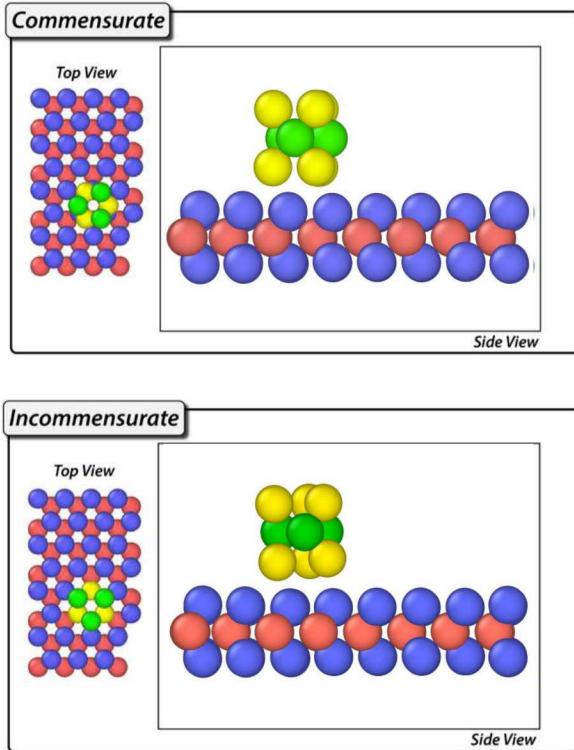 Commensurate
Top View
Side View
Incommensurate
Top View
Side View